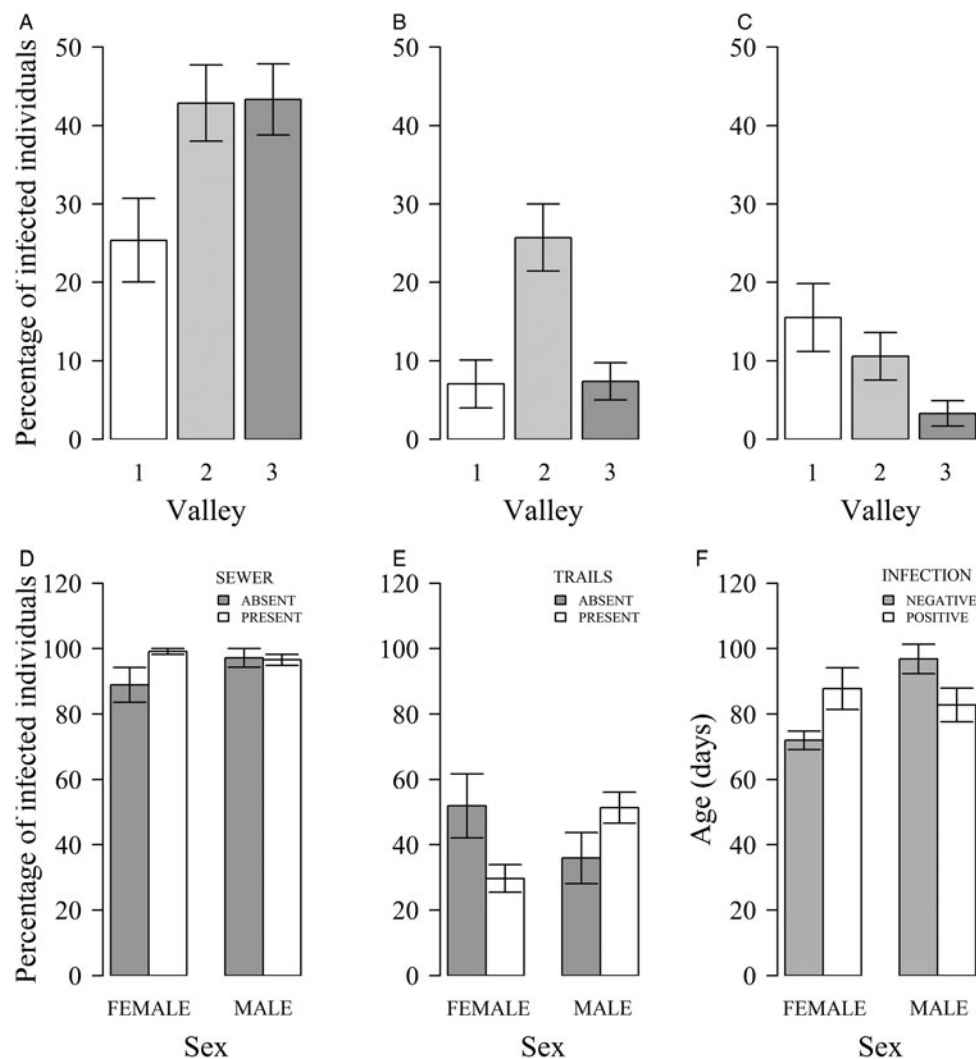 A
Percentage of infected individuals
50
40
30
20
10
0
1 2 3
Valley
B
50
40
30
20
10
0
1 2 3
Valley
C
50
40
30
20
10
0
1 2 3
Valley
D
Percentage of infected individuals
120
100
80
60
40
20
0
SEWER
ABSENT
PRESENT
FEMALE MALE
Sex
E
120
100
80
60
40
20
0
TRAILS
ABSENT
PRESENT
FEMALE MALE
Sex
F
Age (days)
120
100
80
60
40
20
0
INFECTION
NEGATIVE
POSITIVE
FEMALE MALE
Sex